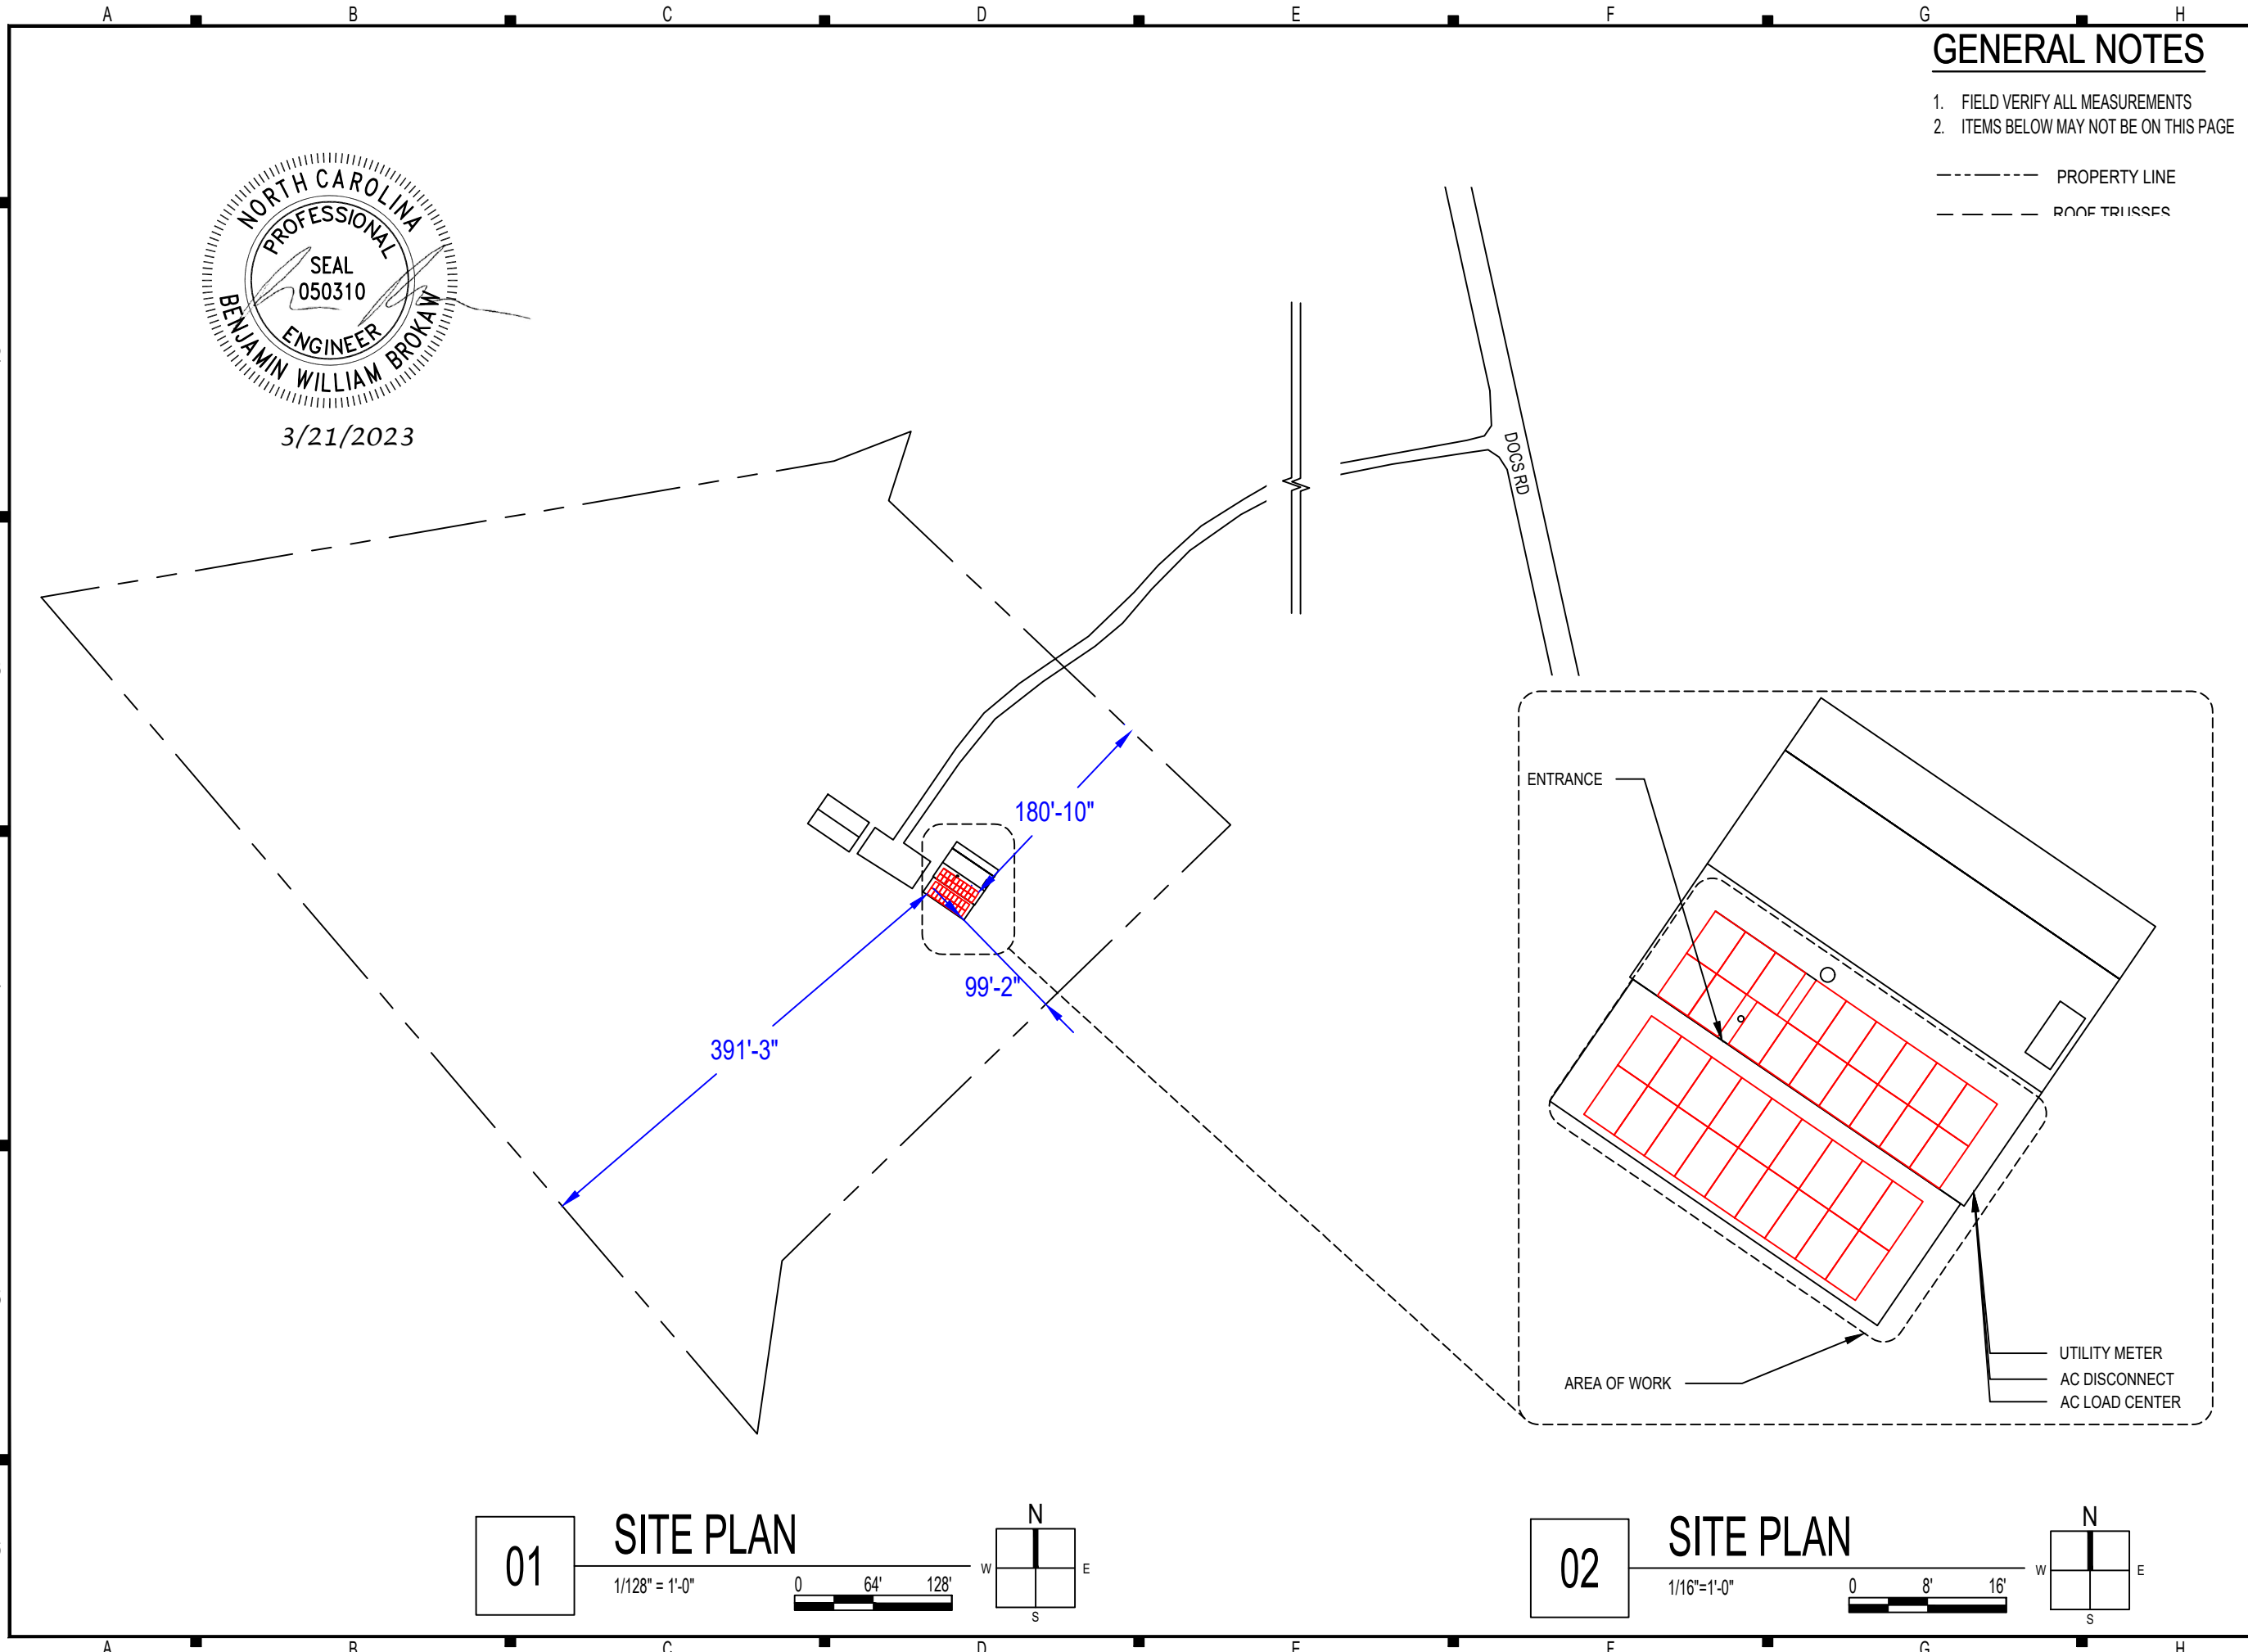 A B C D E F G H
GENERAL NOTES
1. FIELD VERIFY ALL MEASUREMENTS
2. ITEMS BELOW MAY NOT BE ON THIS PAGE
PROPERTY LINE
ROOF TRUSSES
NORTH CAROLINA
PROFESSIONAL
SEAL
050310
ENGINEER
BENJAMIN WILLIAM BROKAW
3/21/2023
DOCS RD
180'-10"
99'-2"
391'-3"
ENTRANCE
AREA OF WORK
UTILITY METER
AC DISCONNECT
AC LOAD CENTER
01
SITE PLAN
1/128" = 1'-0"
0 64' 128'
N
W E
S
02
SITE PLAN
1/16"=1'-0"
0 8' 16'
N
W E
S
A B C D E F G H